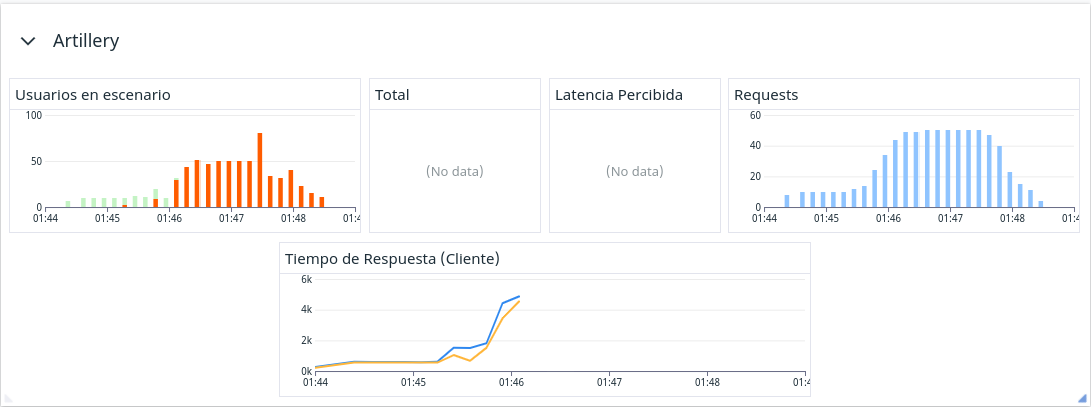 Artillery
Usuarios en escenario
100
50
0
01:44 01:45 01:46 01:47 01:48 01:4
Total
(No data)
Latencia Percibida
(No data)
Requests
60
40
20
0
01:44 01:45 01:46 01:47 01:48 01:4
Tiempo de Respuesta (Cliente)
6k
4k
2k
0k
01:44 01:45 01:46 01:47 01:48 01:4